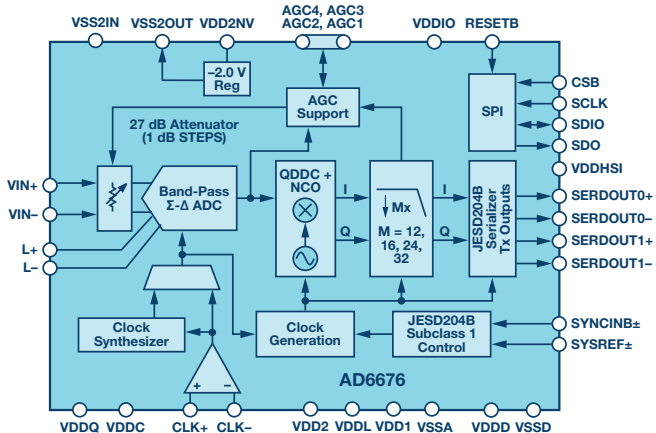 VSS2IN
VSS2OUT
VDD2NV
AGC4, AGC3
AGC2, AGC1
VDDIO
RESETB
–2.0 V
Reg
AGC
Support
SPI
CSB
SCLK
SDIO
SDO
VDDHSI
27 dB Attenuator
(1 dB STEPS)
VIN+
VIN–
L+
L–
Band-Pass
Σ-Δ ADC
QDDC +
NCO
I
Q
Mx
M = 12,
16, 24,
32
I
Q
JESD204B
Serializer
Tx Outputs
SERDOUT0+
SERDOUT0–
SERDOUT1+
SERDOUT1–
Clock
Synthesizer
Clock
Generation
JESD204B
Subclass 1
Control
SYNCINB±
SYSREF±
+
–
AD6676
VDDQ
VDDC
CLK+
CLK–
VDD2
VDDL
VDD1
VSSA
VDDD
VSSD